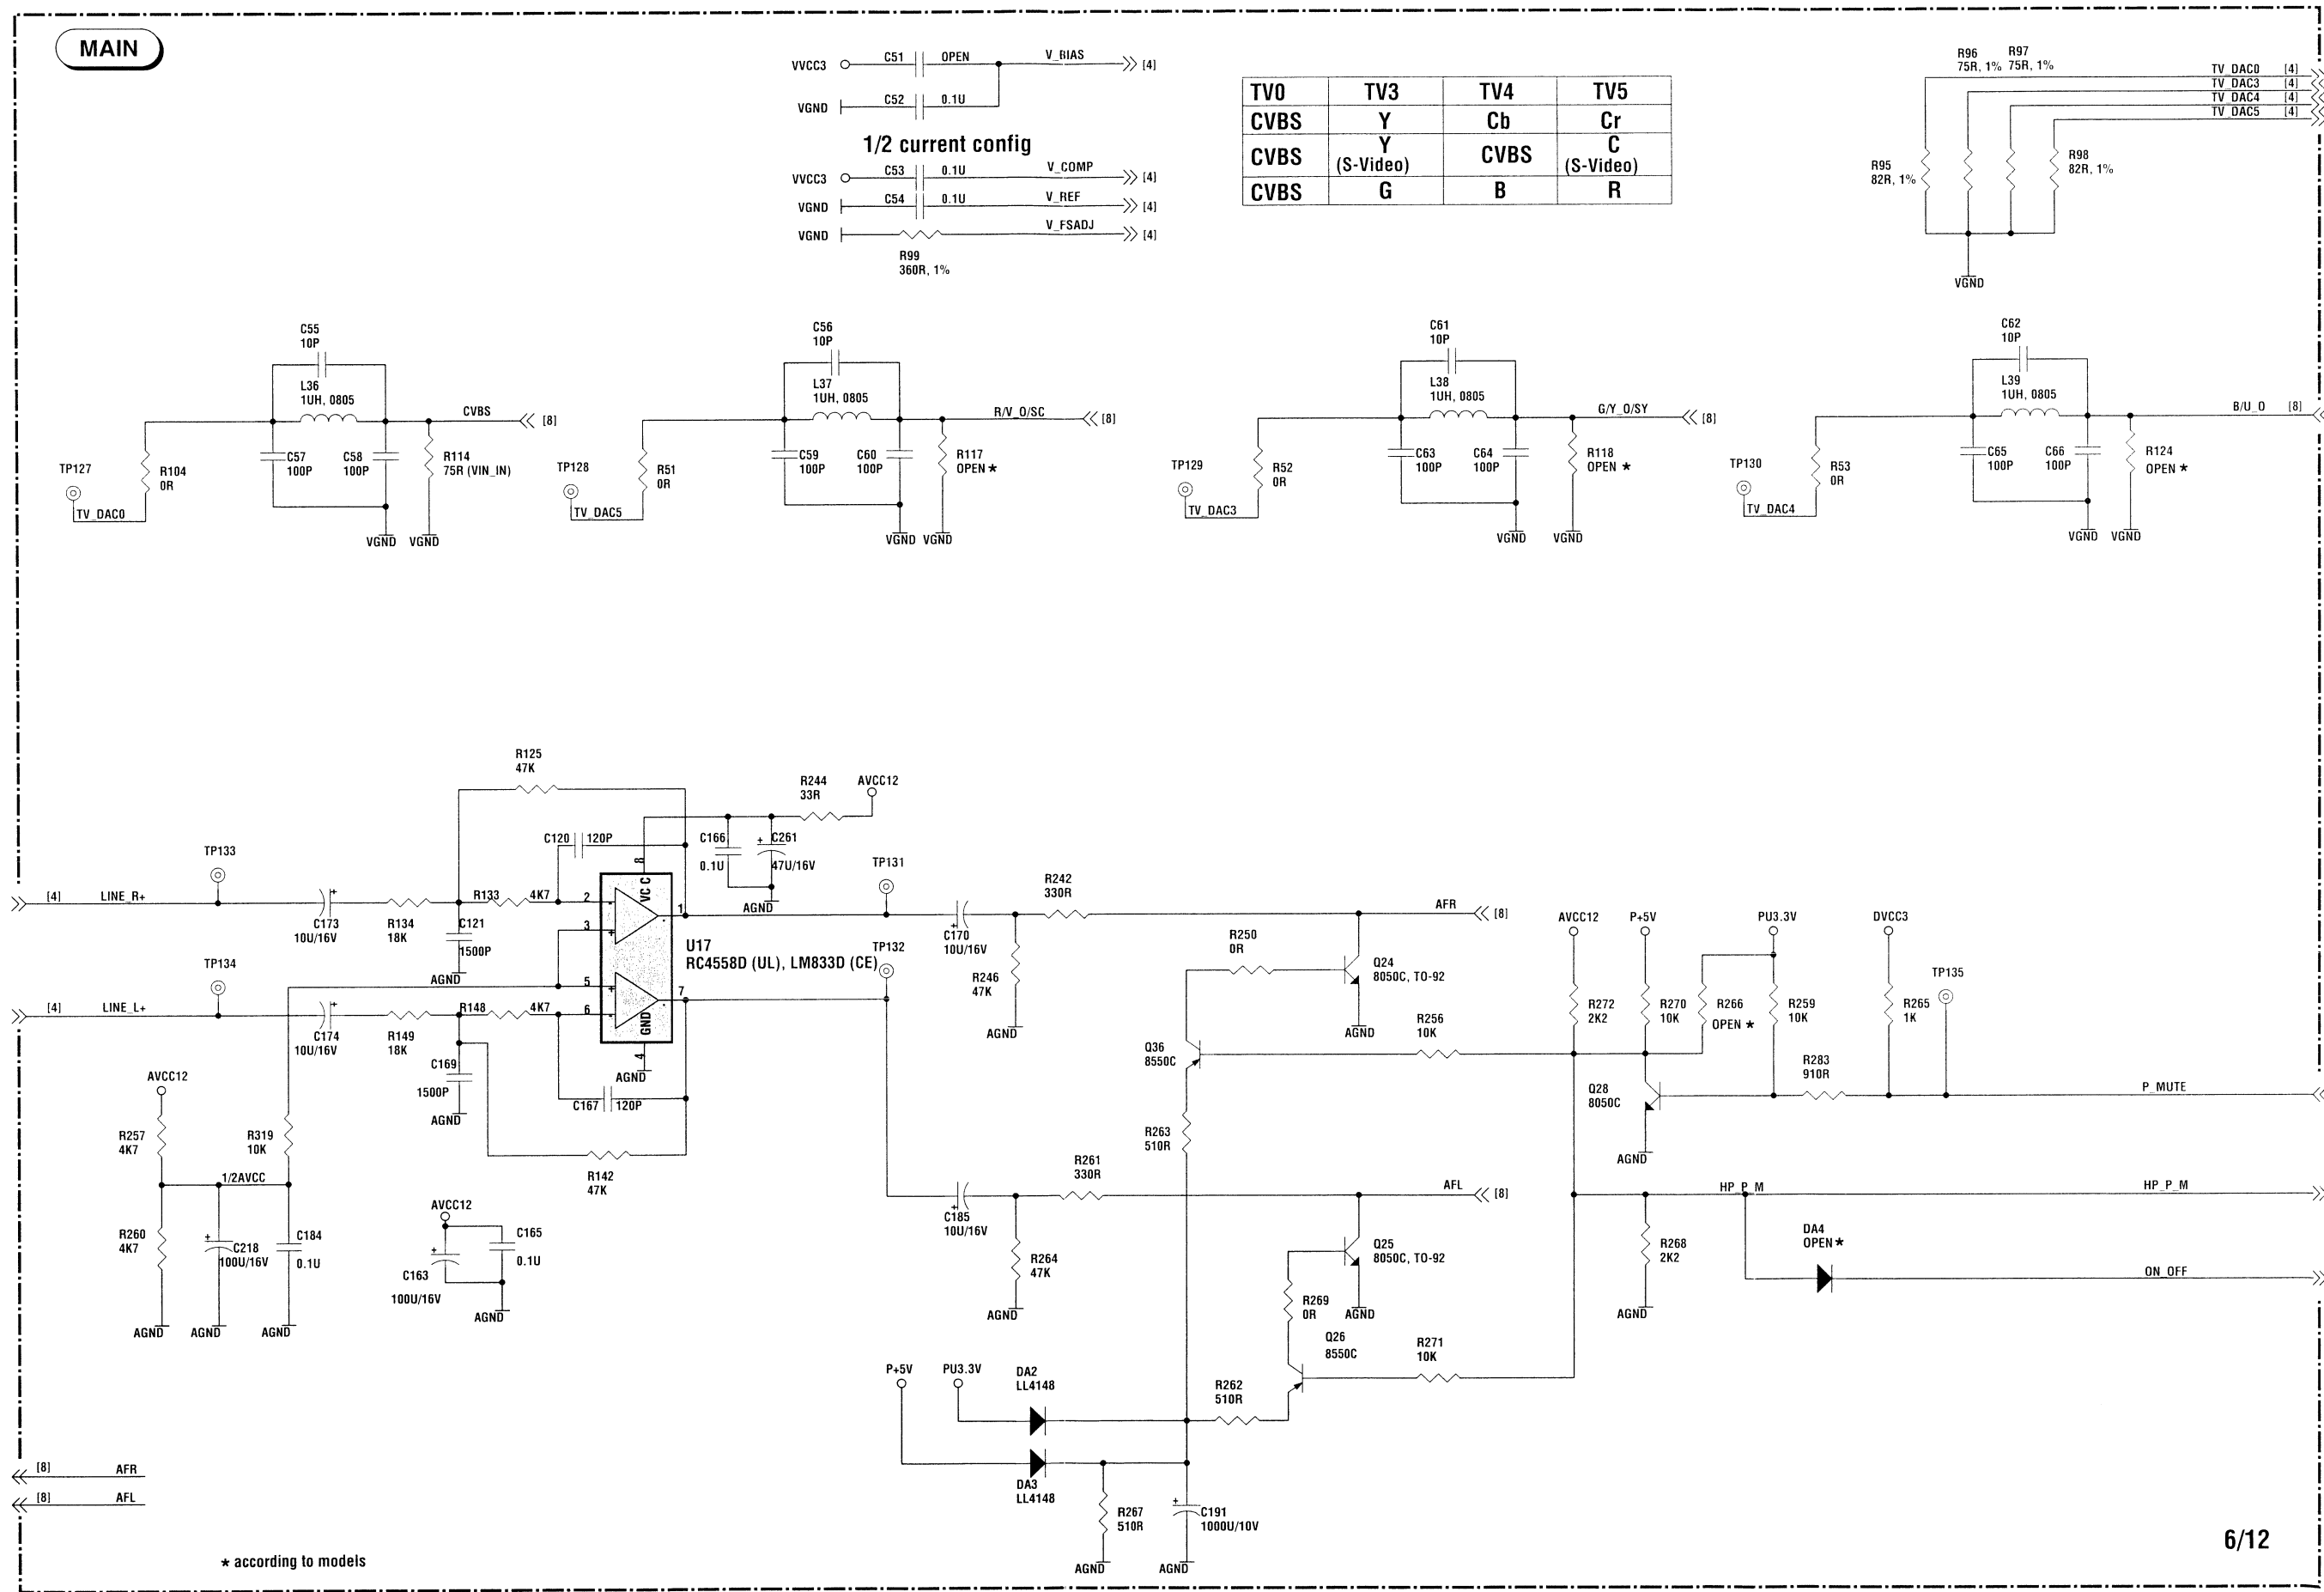 MAIN
VVCC3 C51 OPEN V_BIAS [4]
VGND C52 0.1U
1/2 current config
VVCC3 C53 0.1U V_COMP [4]
VGND C54 0.1U V_REF [4]
VGND V_FSADJ [4]
R99
360R, 1%
TV0 TV3 TV4 TV5
CVBS Y Cb Cr
CVBS Y (S-Video) CVBS C (S-Video)
CVBS G B R
R96 R97
75R, 1% 75R, 1%
TV_DAC0 [4]
TV_DAC3 [4]
TV_DAC4 [4]
TV_DAC5 [4]
R95
82R, 1%
R98
82R, 1%
VGND
C55
10P
L36
1UH, 0805
CVBS [8]
TP127
R104
0R
TV_DAC0
C57
100P
C58
100P
R114
75R (VIN_IN)
VGND VGND
C56
10P
L37
1UH, 0805
R/V_O/SC [8]
TP128
R51
0R
TV_DAC5
C59
100P
C60
100P
R117
OPEN *
VGND VGND
C61
10P
L38
1UH, 0805
G/Y_O/SY [8]
TP129
R52
0R
TV_DAC3
C63
100P
C64
100P
R118
OPEN *
VGND VGND
C62
10P
L39
1UH, 0805
B/U_O [8]
TP130
R53
0R
TV_DAC4
C65
100P
C66
100P
R124
OPEN *
VGND VGND
R125
47K
R244
33R
AVCC12
C120 120P
C166
0.1U
+ C261
47U/16V
AGND
TP133
[4] LINE_R+
+
C173
10U/16V
R134
18K
R133 4K7
C121
1500P
AGND
2
3
8
VCC
1
5
6
7
GND
4
AGND
U17
RC4558D (UL), LM833D (CE)
TP131
TP132
TP134
[4] LINE_L+
+
C174
10U/16V
R149
18K
R148 4K7
C169
1500P
AGND
C167 120P
R142
47K
AVCC12
R257
4K7
R319
10K
1/2AVCC
R260
4K7
+
C218
100U/16V
C184
0.1U
AGND AGND AGND
AVCC12
+
C163
100U/16V
C165
0.1U
AGND
+
C170
10U/16V
R242
330R
R246
47K
AGND
AFR [8]
R250
0R
Q24
8050C, TO-92
AGND
Q36
8550C
R256
10K
R263
510R
AVCC12 P+5V PU3.3V DVCC3
R272
2K2
R270
10K
R266
OPEN *
R259
10K
R265
1K
TP135
R283
910R
Q28
8050C
AGND
P_MUTE
+
C185
10U/16V
R261
330R
R264
47K
AGND
AFL [8]
Q25
8050C, TO-92
R269
0R
AGND
Q26
8550C
R271
10K
R262
510R
HP_P_M HP_P_M
R268
2K2
AGND
DA4
OPEN *
ON_OFF
P+5V PU3.3V
DA2
LL4148
DA3
LL4148
R267
510R
+
C191
1000U/10V
AGND AGND
[8] AFR
[8] AFL
* according to models
6/12